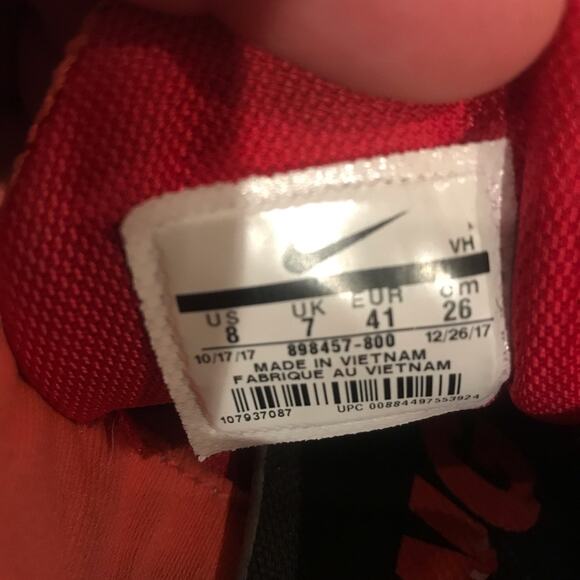 VH
US UK EUR cm
8 7 41 26
10/17/17 898457-800 12/26/17
MADE IN VIETNAM
FABRIQUE AU VIETNAM
107937087 UPC 00884497553924